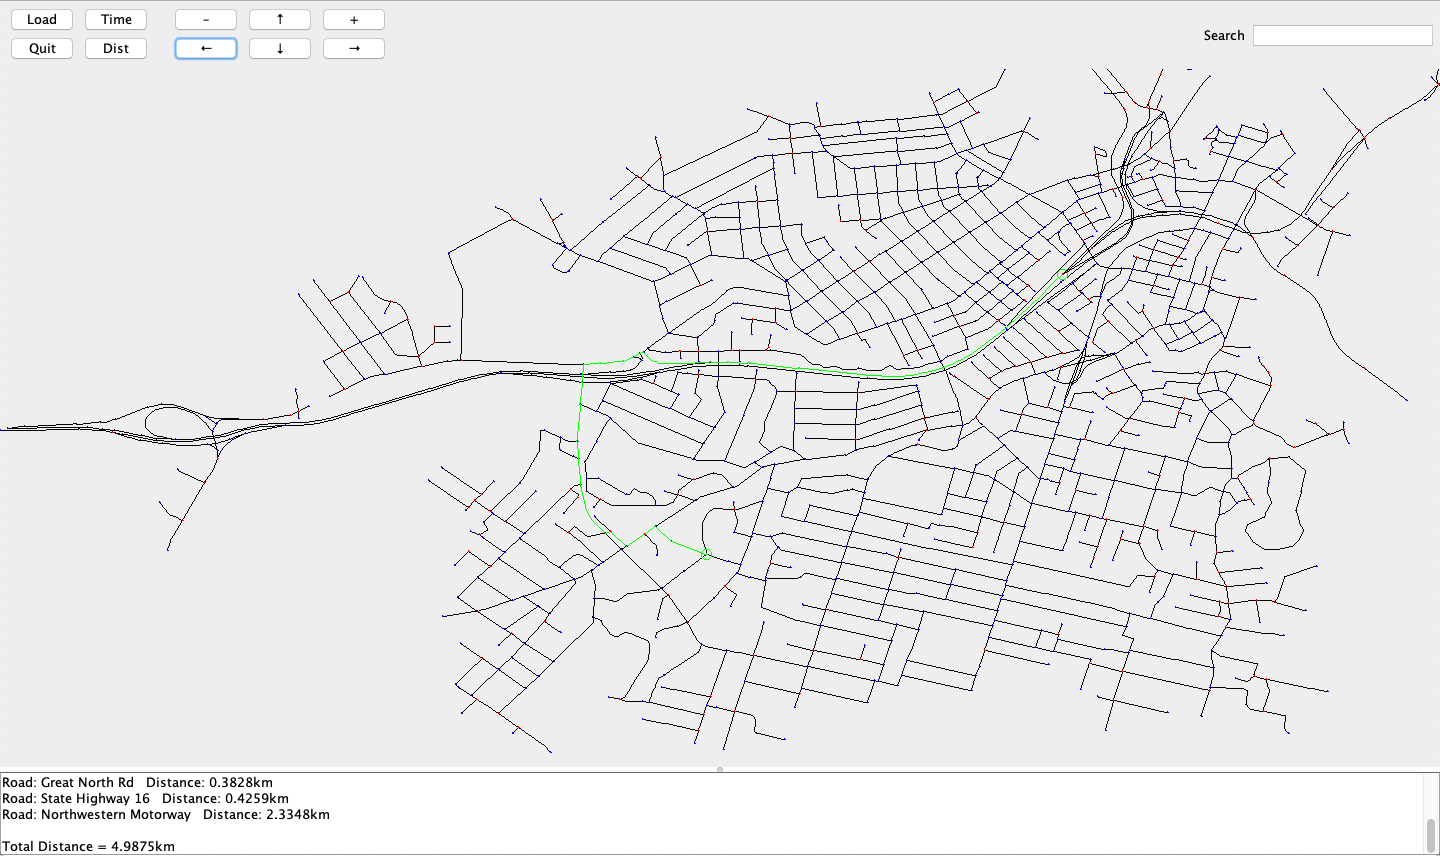 Load Time - ↑ +
Search
Quit Dist ← ↓ →
Road: Great North Rd   Distance: 0.3828km
Road: State Highway 16   Distance: 0.4259km
Road: Northwestern Motorway   Distance: 2.3348km
Total Distance = 4.9875km